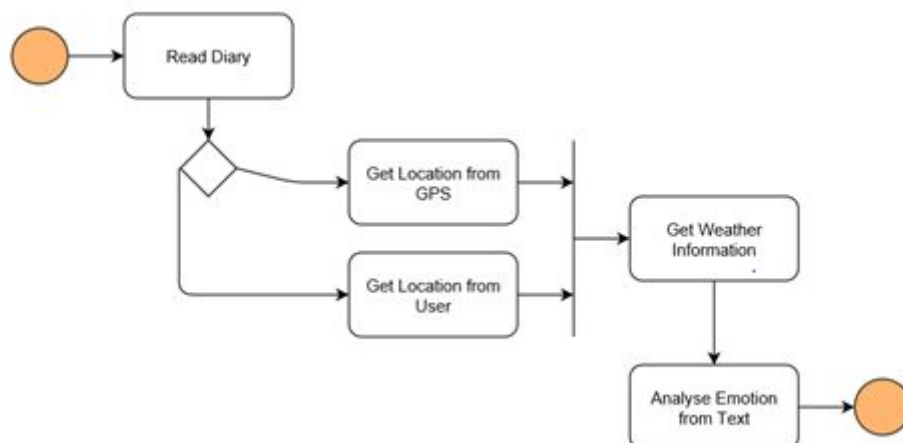 Read Diary
Get Location from
GPS
Get Location from
User
Get Weather
Information
Analyse Emotion
from Text